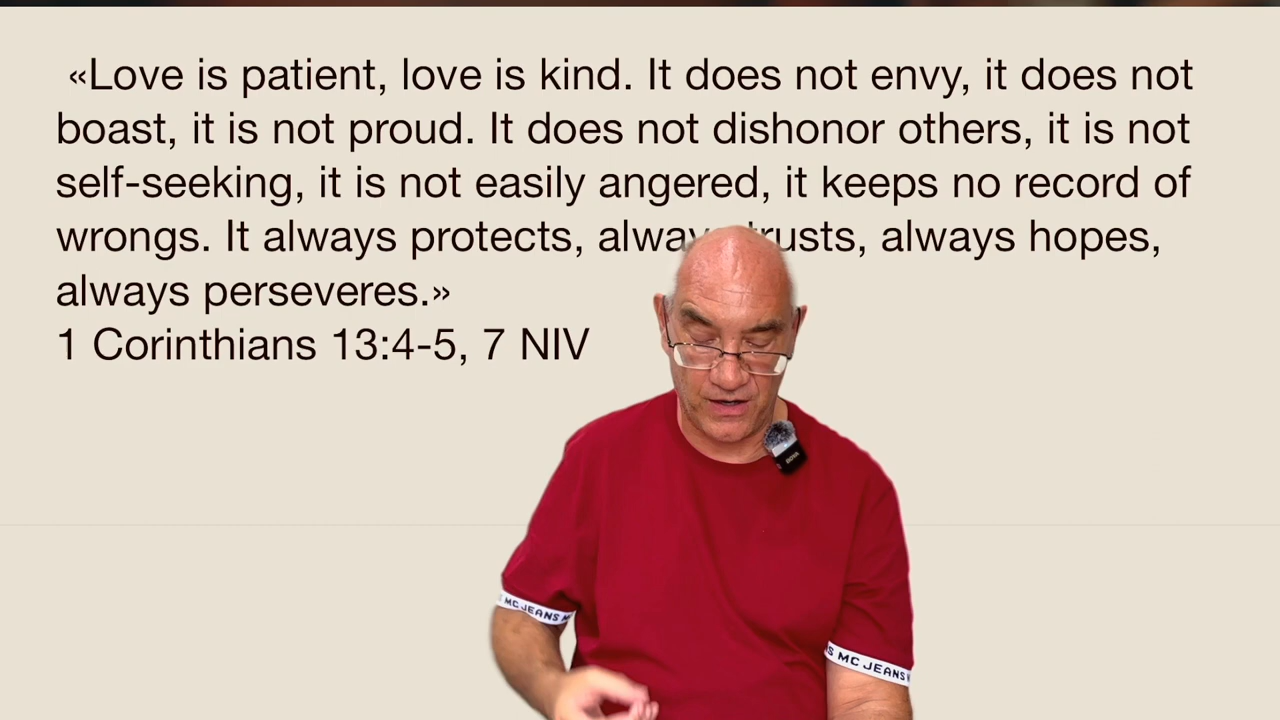 «Love is patient, love is kind. It does not envy, it does not
boast, it is not proud. It does not dishonor others, it is not
self-seeking, it is not easily angered, it keeps no record of
wrongs. It always protects, trusts, always hopes,
always perseveres.»
1 Corinthians 13:4-5, 7 NIV
MC JEANS
S MC JEANS